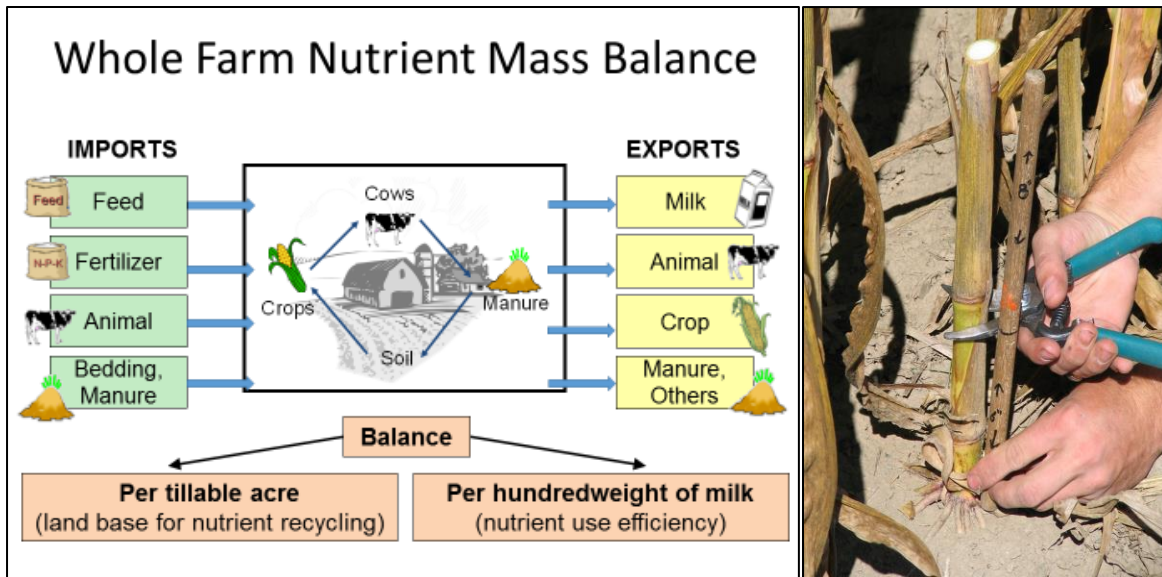 Whole Farm Nutrient Mass Balance
IMPORTS
Feed
Feed
N-P-K
Fertilizer
Animal
Bedding,
Manure
Cows
Crops
Manure
Soil
EXPORTS
Milk
Animal
Crop
Manure,
Others
Balance
Per tillable acre
(land base for nutrient recycling)
Per hundredweight of milk
(nutrient use efficiency)
8